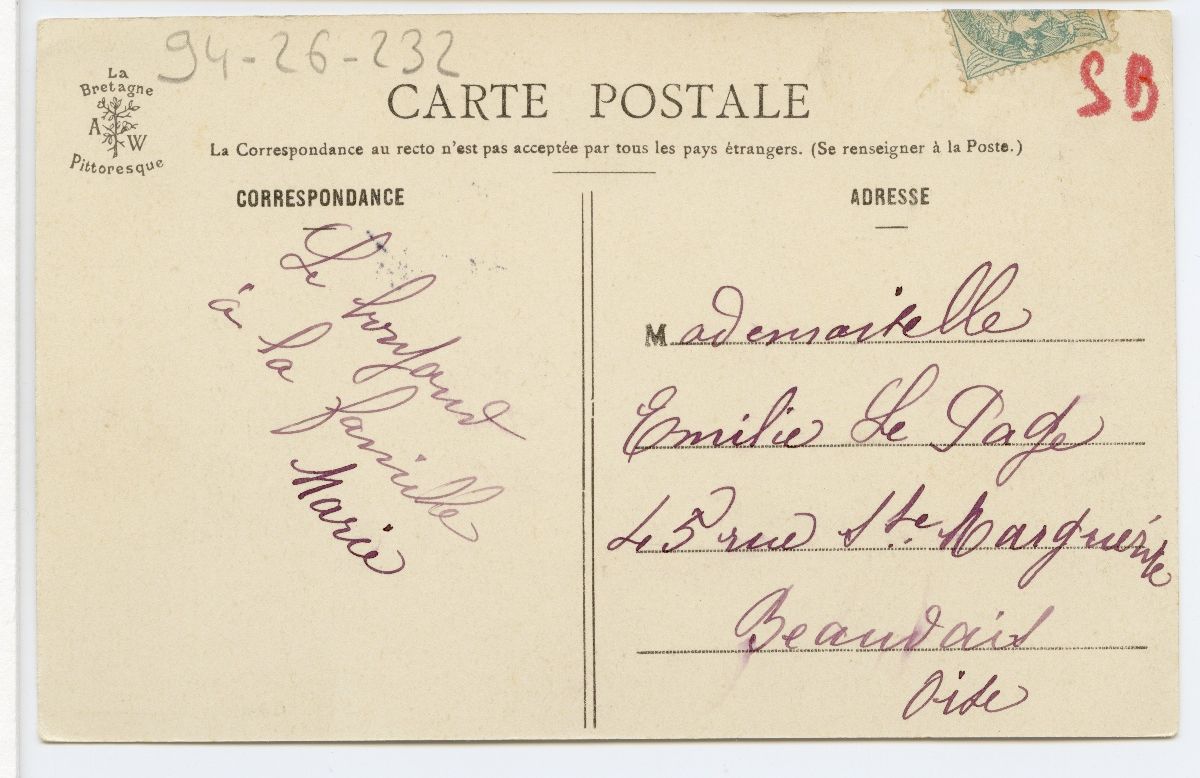 94-26-232
La
Bretagne
A W
Pittoresque
CARTE POSTALE
SB
La Correspondance au recto n'est pas acceptée par tous les pays étrangers. (Se renseigner à la Poste.)
CORRESPONDANCE
Le bonjour
à la famille
Marie
ADRESSE
Mademoiselle
Emilie Le Page
45 rue Ste Marguerite
Beauvais
Oise